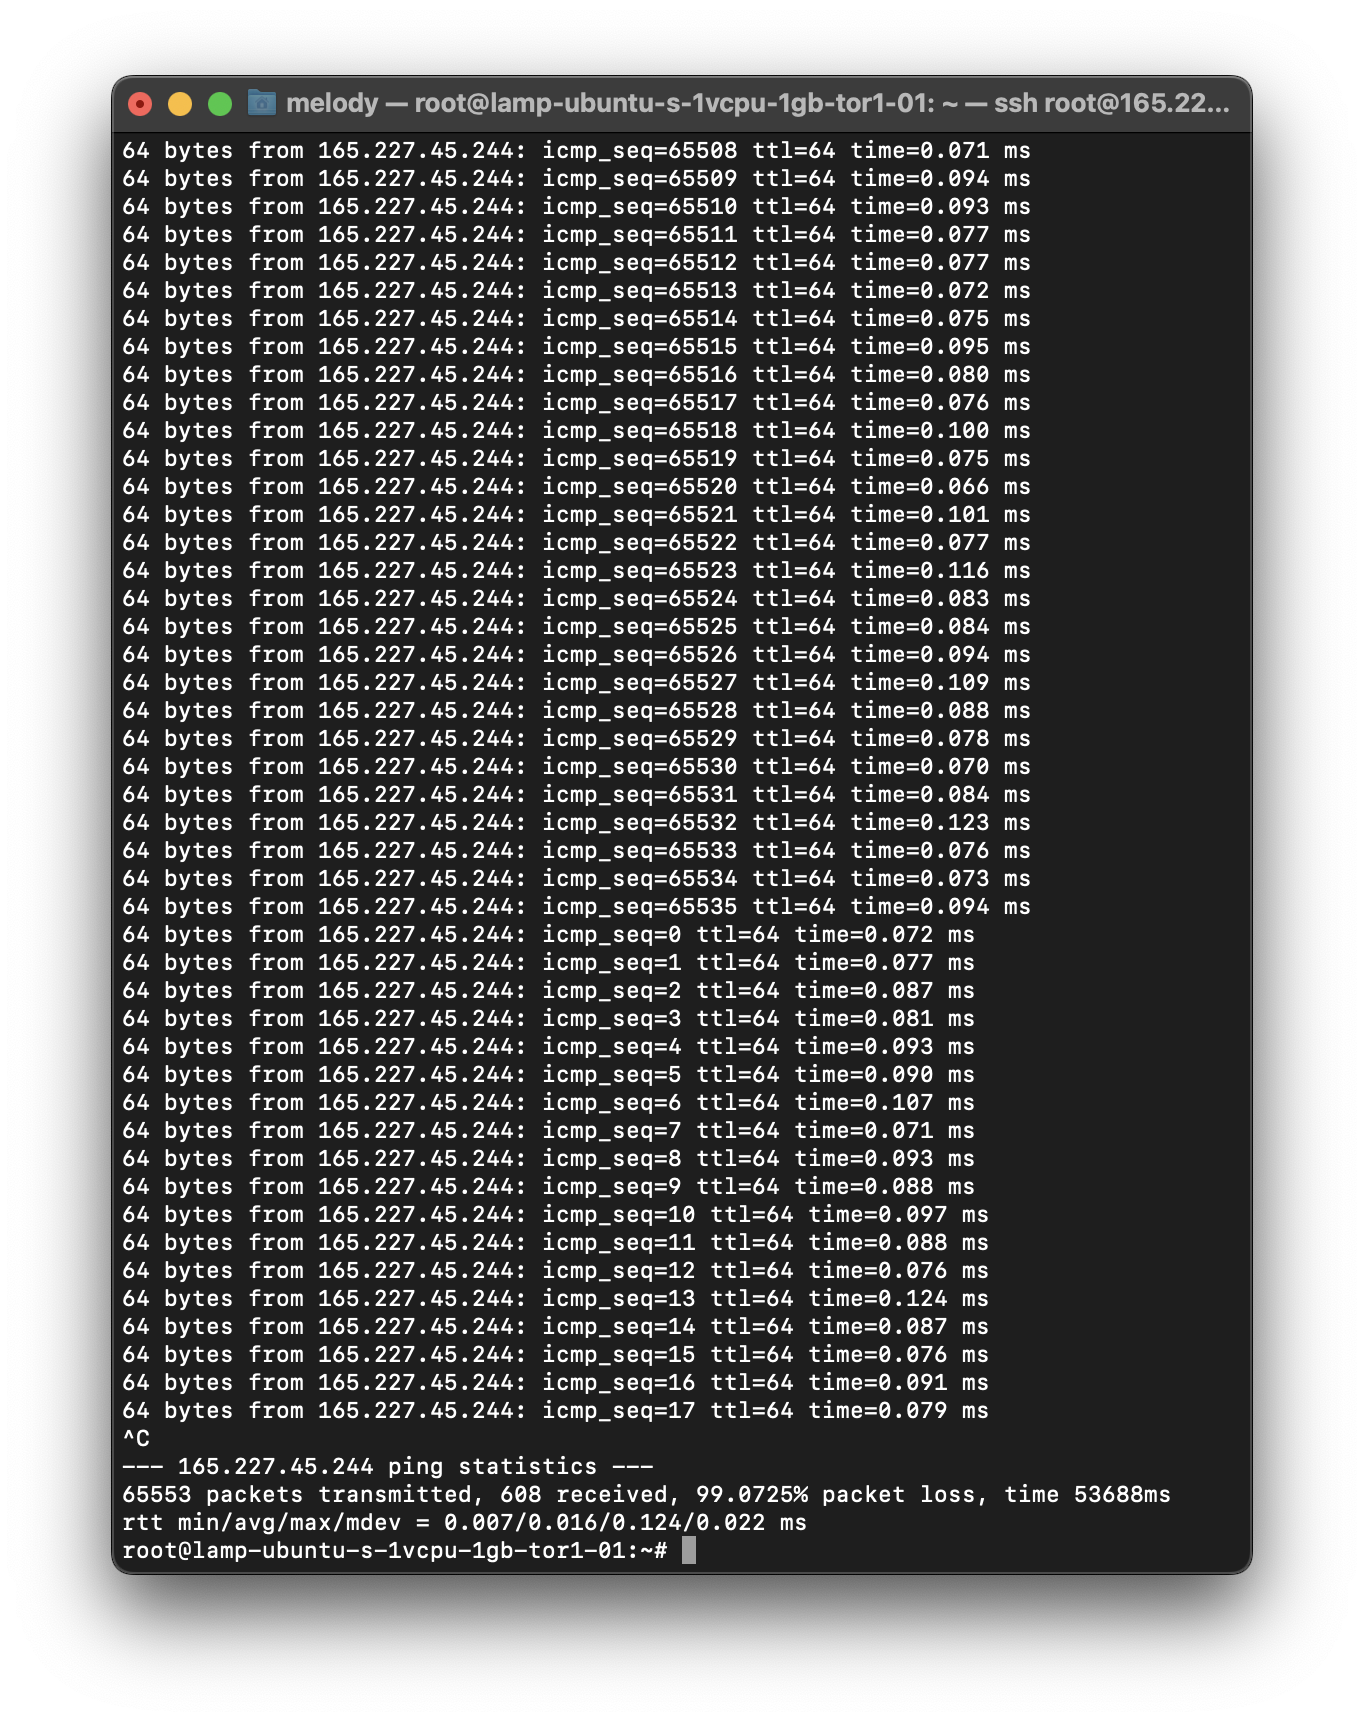 melody — root@lamp-ubuntu-s-1vcpu-1gb-tor1-01: ~ — ssh root@165.22...
64 bytes from 165.227.45.244: icmp_seq=65508 ttl=64 time=0.071 ms
64 bytes from 165.227.45.244: icmp_seq=65509 ttl=64 time=0.094 ms
64 bytes from 165.227.45.244: icmp_seq=65510 ttl=64 time=0.093 ms
64 bytes from 165.227.45.244: icmp_seq=65511 ttl=64 time=0.077 ms
64 bytes from 165.227.45.244: icmp_seq=65512 ttl=64 time=0.077 ms
64 bytes from 165.227.45.244: icmp_seq=65513 ttl=64 time=0.072 ms
64 bytes from 165.227.45.244: icmp_seq=65514 ttl=64 time=0.075 ms
64 bytes from 165.227.45.244: icmp_seq=65515 ttl=64 time=0.095 ms
64 bytes from 165.227.45.244: icmp_seq=65516 ttl=64 time=0.080 ms
64 bytes from 165.227.45.244: icmp_seq=65517 ttl=64 time=0.076 ms
64 bytes from 165.227.45.244: icmp_seq=65518 ttl=64 time=0.100 ms
64 bytes from 165.227.45.244: icmp_seq=65519 ttl=64 time=0.075 ms
64 bytes from 165.227.45.244: icmp_seq=65520 ttl=64 time=0.066 ms
64 bytes from 165.227.45.244: icmp_seq=65521 ttl=64 time=0.101 ms
64 bytes from 165.227.45.244: icmp_seq=65522 ttl=64 time=0.077 ms
64 bytes from 165.227.45.244: icmp_seq=65523 ttl=64 time=0.116 ms
64 bytes from 165.227.45.244: icmp_seq=65524 ttl=64 time=0.083 ms
64 bytes from 165.227.45.244: icmp_seq=65525 ttl=64 time=0.084 ms
64 bytes from 165.227.45.244: icmp_seq=65526 ttl=64 time=0.094 ms
64 bytes from 165.227.45.244: icmp_seq=65527 ttl=64 time=0.109 ms
64 bytes from 165.227.45.244: icmp_seq=65528 ttl=64 time=0.088 ms
64 bytes from 165.227.45.244: icmp_seq=65529 ttl=64 time=0.078 ms
64 bytes from 165.227.45.244: icmp_seq=65530 ttl=64 time=0.070 ms
64 bytes from 165.227.45.244: icmp_seq=65531 ttl=64 time=0.084 ms
64 bytes from 165.227.45.244: icmp_seq=65532 ttl=64 time=0.123 ms
64 bytes from 165.227.45.244: icmp_seq=65533 ttl=64 time=0.076 ms
64 bytes from 165.227.45.244: icmp_seq=65534 ttl=64 time=0.073 ms
64 bytes from 165.227.45.244: icmp_seq=65535 ttl=64 time=0.094 ms
64 bytes from 165.227.45.244: icmp_seq=0 ttl=64 time=0.072 ms
64 bytes from 165.227.45.244: icmp_seq=1 ttl=64 time=0.077 ms
64 bytes from 165.227.45.244: icmp_seq=2 ttl=64 time=0.087 ms
64 bytes from 165.227.45.244: icmp_seq=3 ttl=64 time=0.081 ms
64 bytes from 165.227.45.244: icmp_seq=4 ttl=64 time=0.093 ms
64 bytes from 165.227.45.244: icmp_seq=5 ttl=64 time=0.090 ms
64 bytes from 165.227.45.244: icmp_seq=6 ttl=64 time=0.107 ms
64 bytes from 165.227.45.244: icmp_seq=7 ttl=64 time=0.071 ms
64 bytes from 165.227.45.244: icmp_seq=8 ttl=64 time=0.093 ms
64 bytes from 165.227.45.244: icmp_seq=9 ttl=64 time=0.088 ms
64 bytes from 165.227.45.244: icmp_seq=10 ttl=64 time=0.097 ms
64 bytes from 165.227.45.244: icmp_seq=11 ttl=64 time=0.088 ms
64 bytes from 165.227.45.244: icmp_seq=12 ttl=64 time=0.076 ms
64 bytes from 165.227.45.244: icmp_seq=13 ttl=64 time=0.124 ms
64 bytes from 165.227.45.244: icmp_seq=14 ttl=64 time=0.087 ms
64 bytes from 165.227.45.244: icmp_seq=15 ttl=64 time=0.076 ms
64 bytes from 165.227.45.244: icmp_seq=16 ttl=64 time=0.091 ms
64 bytes from 165.227.45.244: icmp_seq=17 ttl=64 time=0.079 ms
^C
--- 165.227.45.244 ping statistics ---
65553 packets transmitted, 608 received, 99.0725% packet loss, time 53688ms
rtt min/avg/max/mdev = 0.007/0.016/0.124/0.022 ms
root@lamp-ubuntu-s-1vcpu-1gb-tor1-01:~#